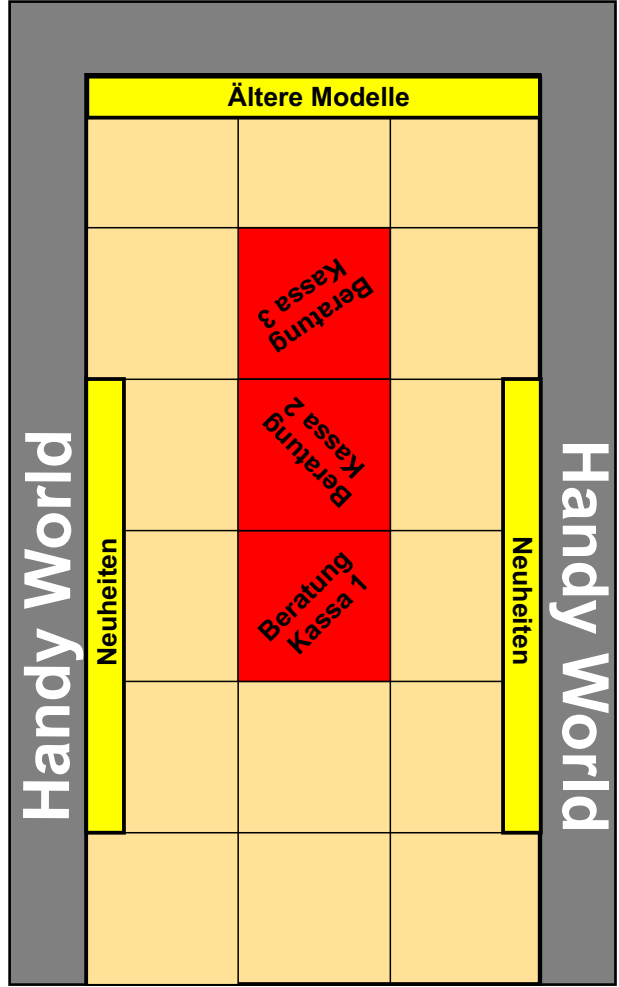 Ältere Modelle
Beratung
Kassa 3
Beratung
Kassa 2
Beratung
Kassa 1
Neuheiten
Neuheiten
Handy World
Handy World